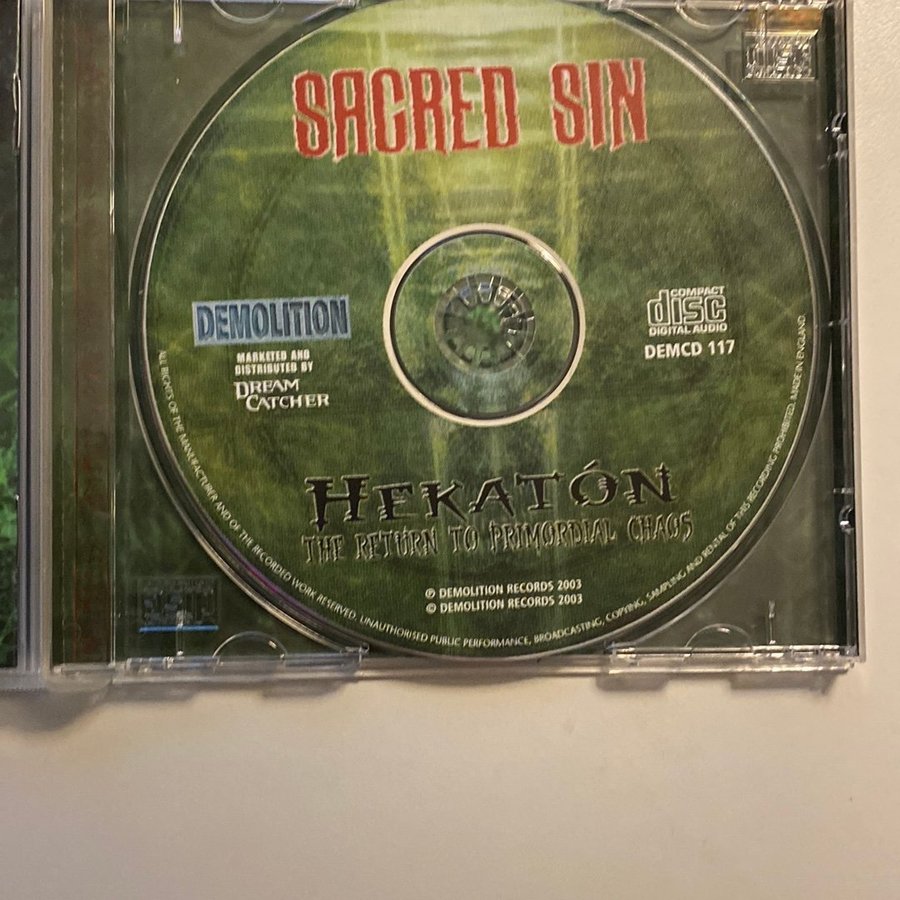 SACRED SIN
DEMOLITION
MARKETED AND
DISTRIBUTED BY
DREAM
CATCHER
COMPACT
disc
DIGITAL AUDIO
DEMCD 117
HEKATÓN
THE RETURN TO PRIMORDIAL CHAOS
℗ DEMOLITION RECORDS 2003
© DEMOLITION RECORDS 2003
ALL RIGHTS OF THE MANUFACTURER AND OF THE RECORDED WORK RESERVED. UNAUTHORISED PUBLIC PERFORMANCE, BROADCASTING, COPYING, SAMPLING AND RENTAL OF THIS RECORDING PROHIBITED. MADE IN ENGLAND.